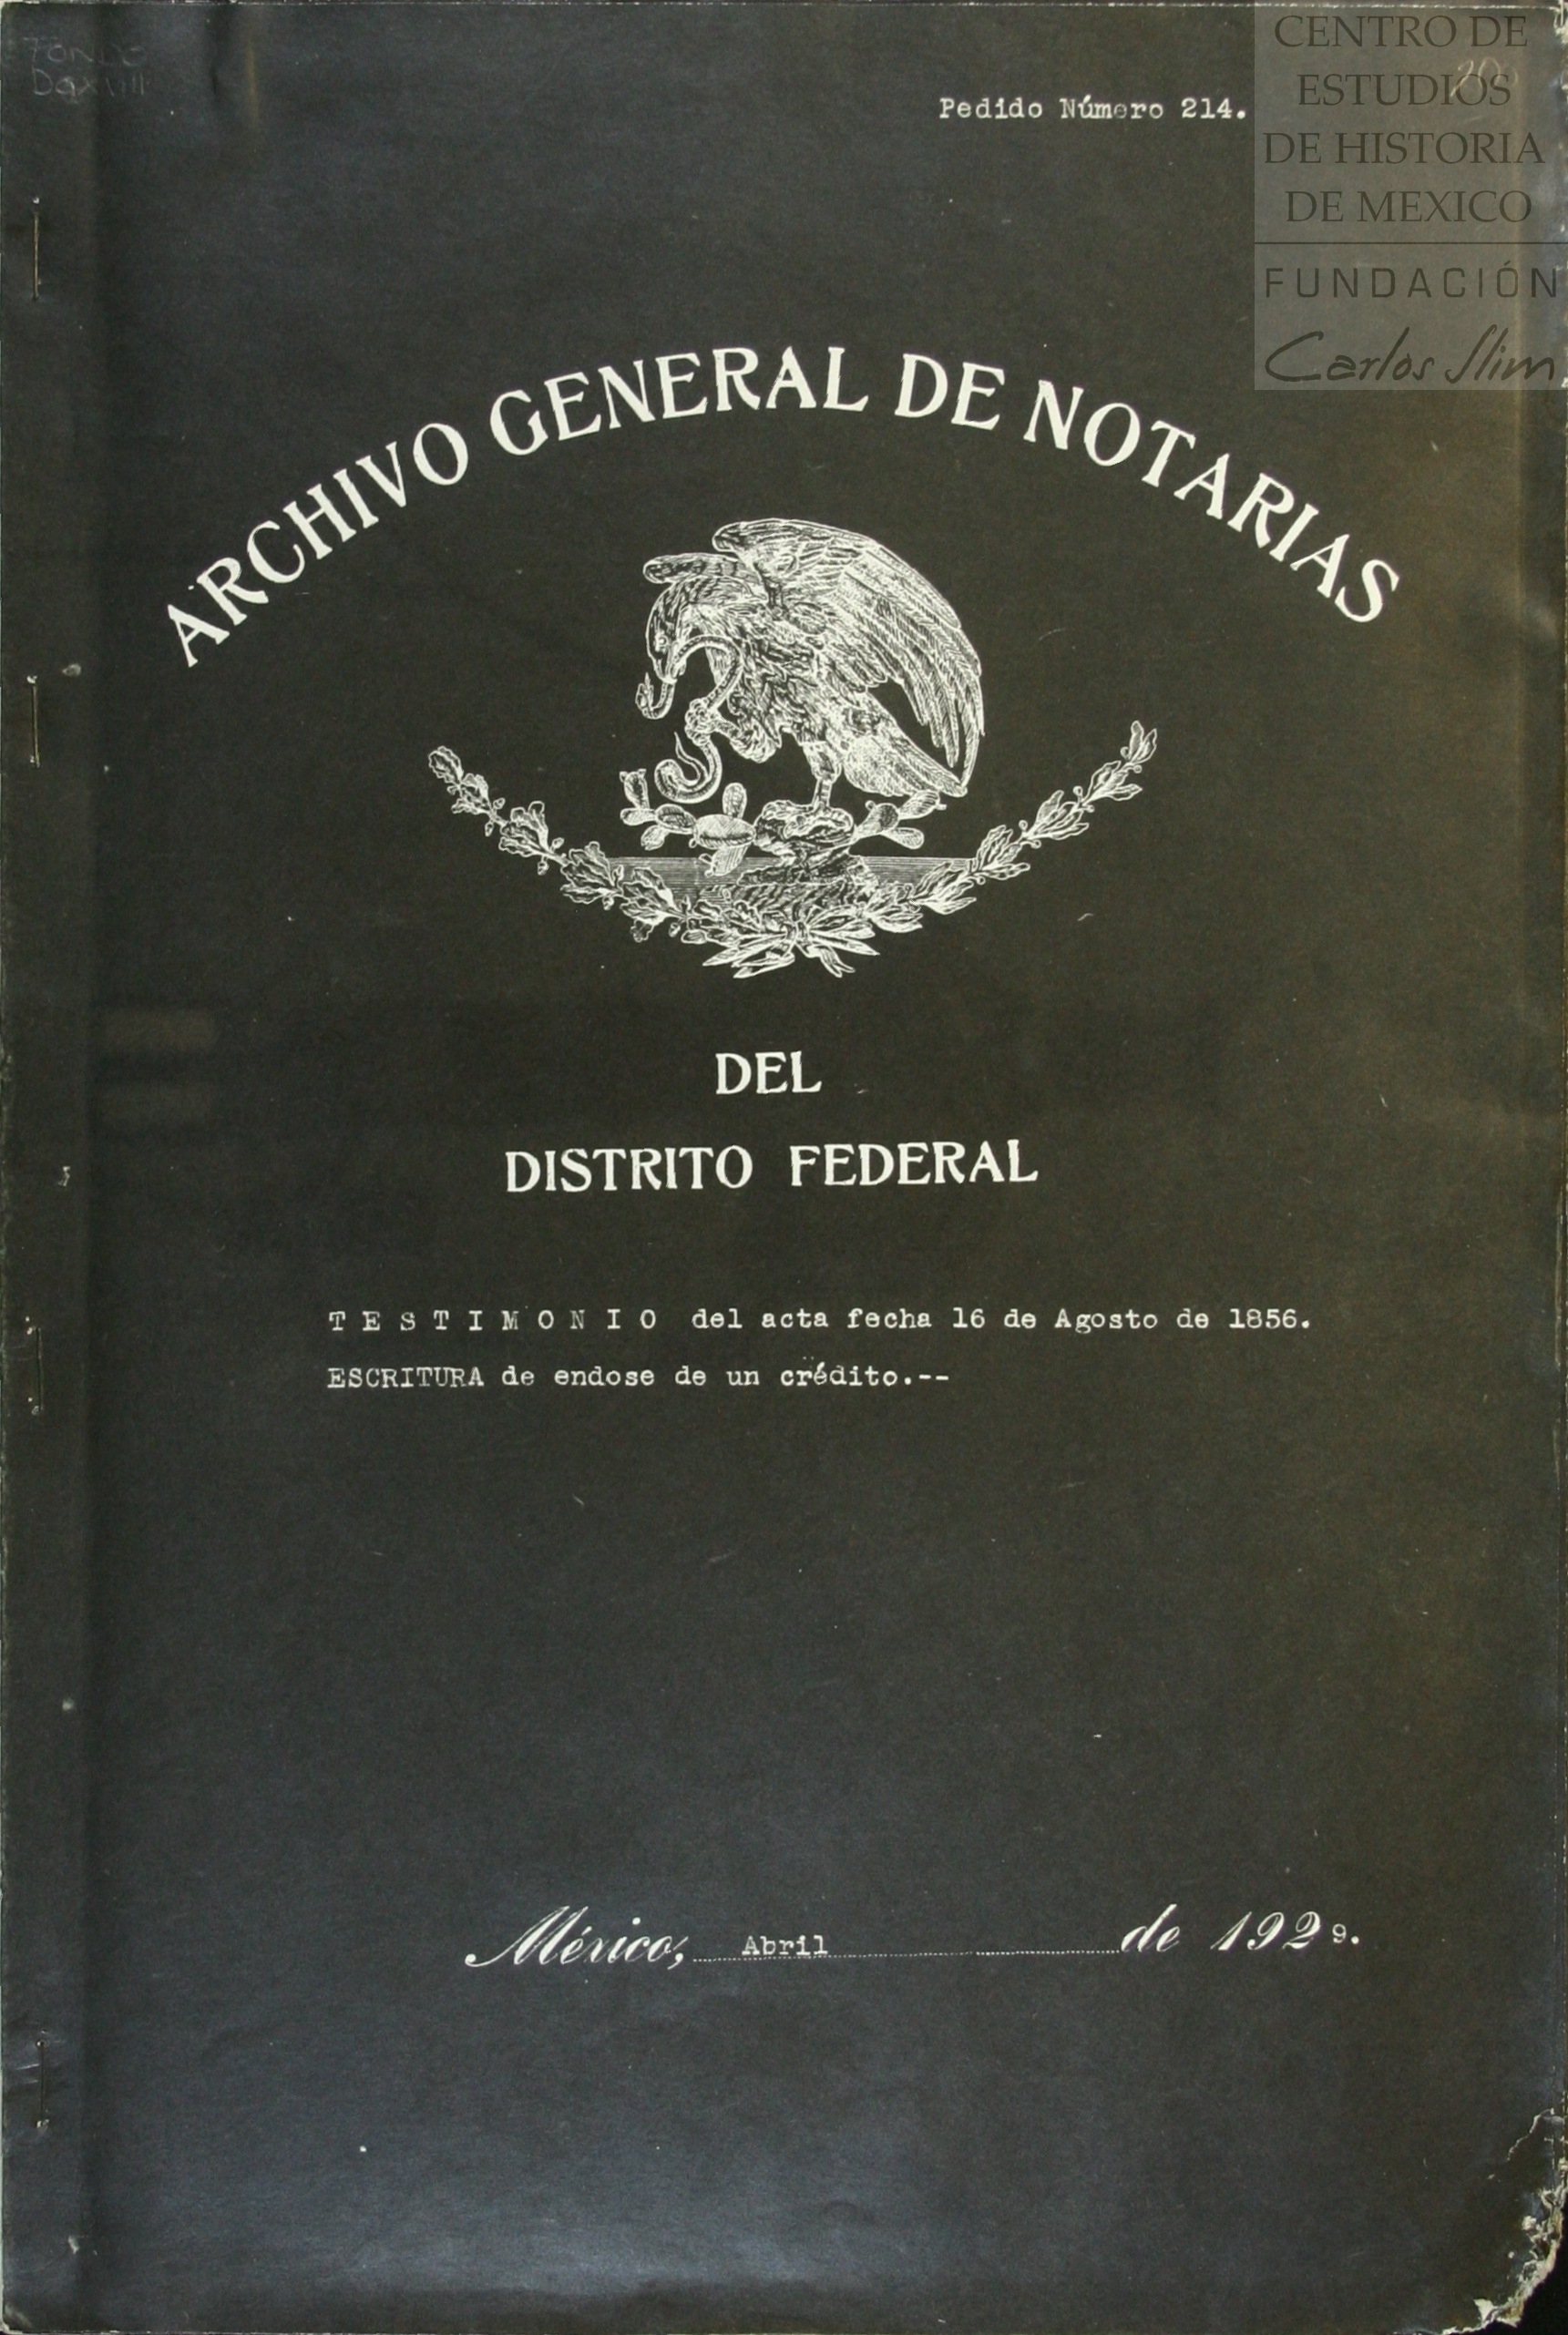 FONDO
Pedido Número 214.
CENTRO DE
ESTUDIOS
DE HISTORIA
DE MEXICO
FUNDACIÓN
Carlos Slim
ARCHIVO GENERAL DE NOTARIAS
DEL
DISTRITO FEDERAL
TESTIMONIO del acta fecha 16 de Agosto de 1856.
ESCRITURA de endose de un crédito.--
México, Abril de 1929.